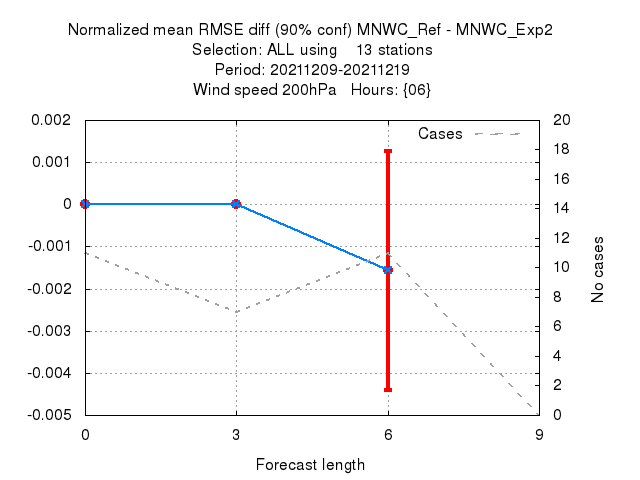 Normalized mean RMSE diff (90% conf) MNWC_Ref - MNWC_Exp2
Selection: ALL using 13 stations
Period: 20211209-20211219
Wind speed 200hPa Hours: {06}
0.002
0.001
0
-0.001
-0.002
-0.003
-0.004
-0.005
Cases
20
18
16
14
12
10
8
6
4
2
0
No cases
0 3 6 9
Forecast length